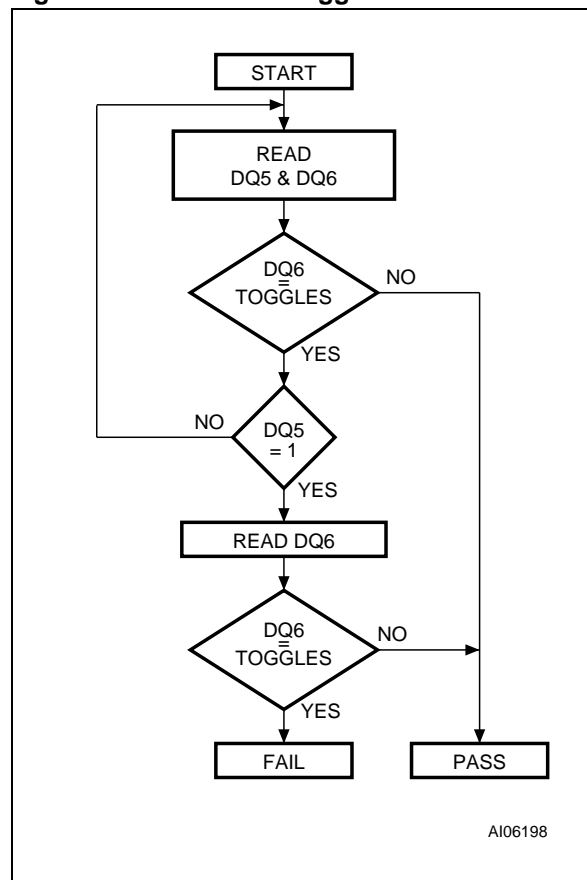 START
READ
DQ5 & DQ6
DQ6
=
TOGGLES
NO
YES
NO
DQ5
= 1
YES
READ DQ6
DQ6
=
TOGGLES
NO
YES
FAIL
PASS
AI06198